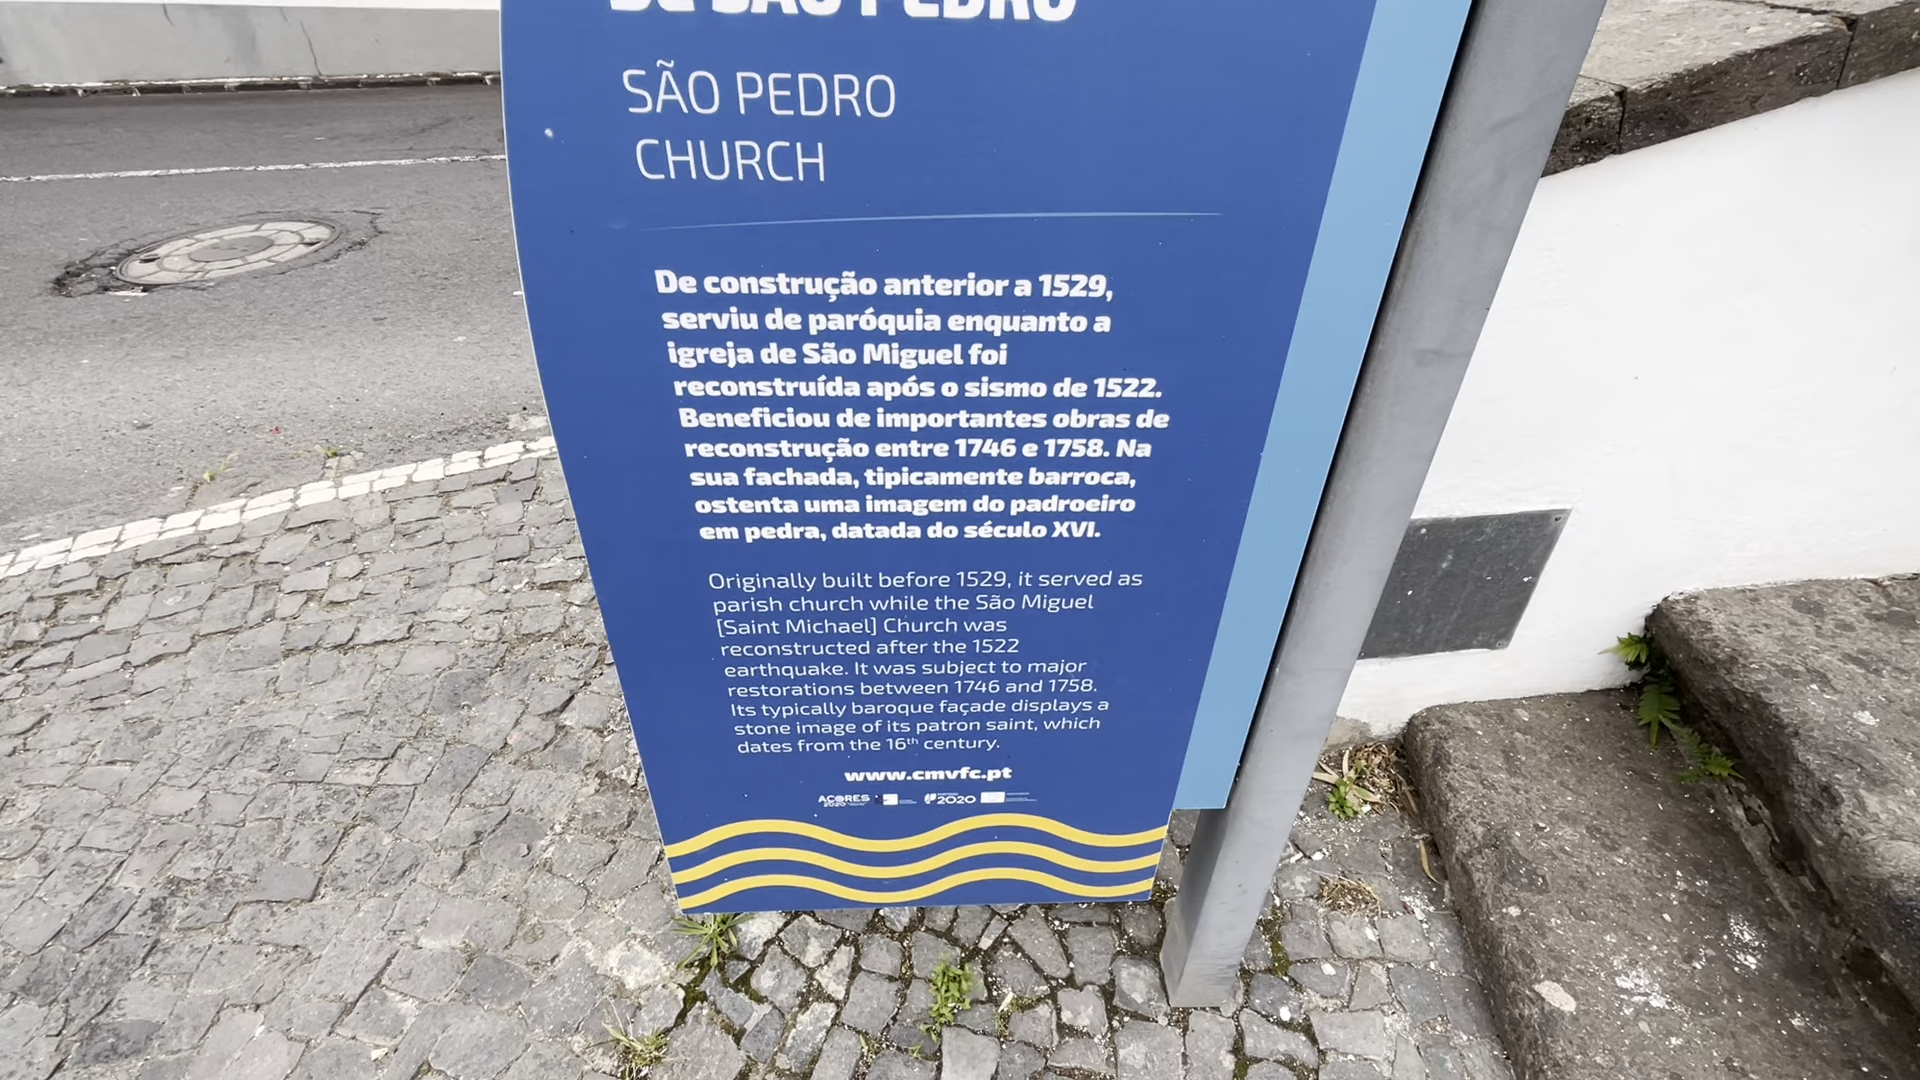 DE SÃO PEDRO
SÃO PEDRO
CHURCH
De construção anterior a 1529,
serviu de paróquia enquanto a
igreja de São Miguel foi
reconstruída após o sismo de 1522.
Beneficiou de importantes obras de
reconstrução entre 1746 e 1758. Na
sua fachada, tipicamente barroca,
ostenta uma imagem do padroeiro
em pedra, datada do século XVI.
Originally built before 1529, it served as
parish church while the São Miguel
[Saint Michael] Church was
reconstructed after the 1522
earthquake. It was subject to major
restorations between 1746 and 1758.
Its typically baroque façade displays a
stone image of its patron saint, which
dates from the 16th century.
www.cmvfc.pt
AÇORES 2020
PORTUGAL 2020